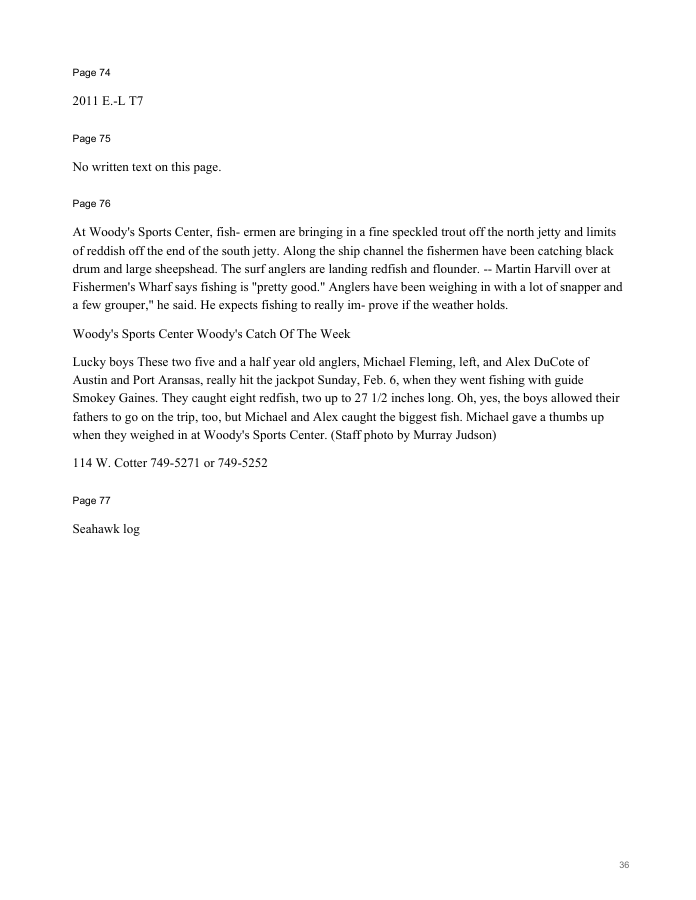 Page 74
2011 E.-L T7
Page 75
No written text on this page.
Page 76
At Woody's Sports Center, fish- ermen are bringing in a fine speckled trout off the north jetty and limits
of reddish off the end of the south jetty. Along the ship channel the fishermen have been catching black
drum and large sheepshead. The surf anglers are landing redfish and flounder. -- Martin Harvill over at
Fishermen's Wharf says fishing is "pretty good." Anglers have been weighing in with a lot of snapper and
a few grouper," he said. He expects fishing to really im- prove if the weather holds.
Woody's Sports Center Woody's Catch Of The Week
Lucky boys These two five and a half year old anglers, Michael Fleming, left, and Alex DuCote of
Austin and Port Aransas, really hit the jackpot Sunday, Feb. 6, when they went fishing with guide
Smokey Gaines. They caught eight redfish, two up to 27 1/2 inches long. Oh, yes, the boys allowed their
fathers to go on the trip, too, but Michael and Alex caught the biggest fish. Michael gave a thumbs up
when they weighed in at Woody's Sports Center. (Staff photo by Murray Judson)
114 W. Cotter 749-5271 or 749-5252
Page 77
Seahawk log
36